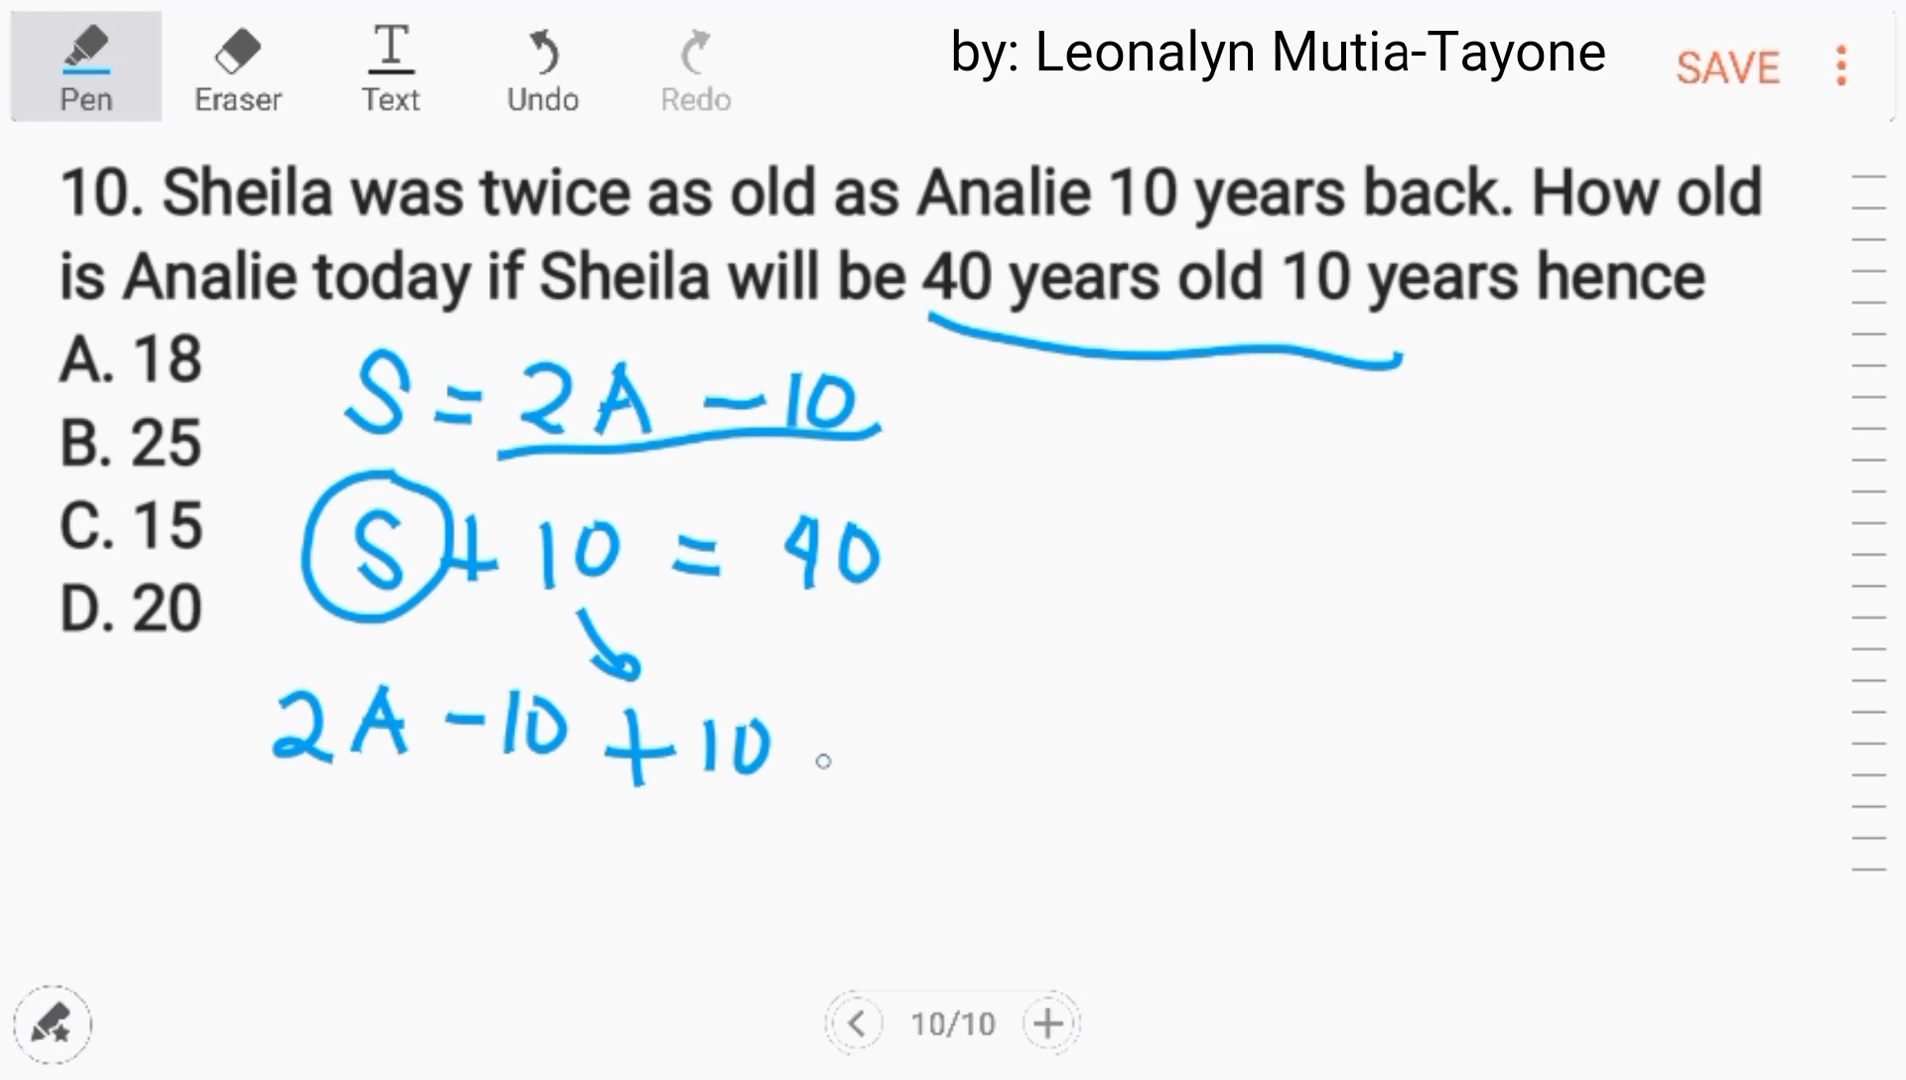 Pen
Eraser
Text
Undo
Redo
by: Leonalyn Mutia-Tayone
SAVE
10. Sheila was twice as old as Analie 10 years back. How old
is Analie today if Sheila will be 40 years old 10 years hence
A. 18
B. 25
C. 15
D. 20
S = 2A - 10
S + 10 = 40
2A - 10 + 10
10/10